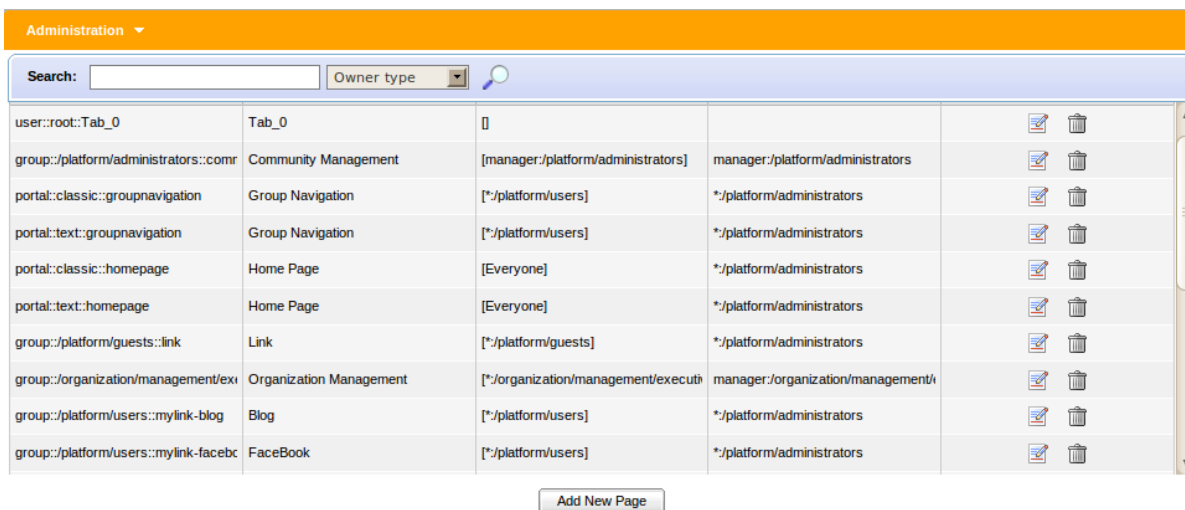 Administration
Search: Owner type
user::root::Tab_0 Tab_0 []
group::/platform/administrators::comm Community Management [manager:/platform/administrators] manager:/platform/administrators
portal::classic::groupnavigation Group Navigation [*:/platform/users] *:/platform/administrators
portal::text::groupnavigation Group Navigation [*:/platform/users] *:/platform/administrators
portal::classic::homepage Home Page [Everyone] *:/platform/administrators
portal::text::homepage Home Page [Everyone] *:/platform/administrators
group::/platform/guests::link Link [*:/platform/guests] *:/platform/administrators
group::/organization/management/exe Organization Management [*:/organization/management/executiv manager:/organization/management/e
group::/platform/users::mylink-blog Blog [*:/platform/users] *:/platform/administrators
group::/platform/users::mylink-facebo FaceBook [*:/platform/users] *:/platform/administrators
Add New Page